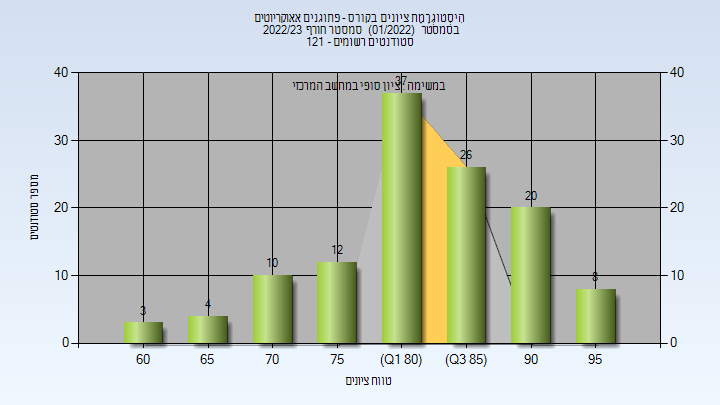 היסטוגרמת ציונים בקורס - פתוגנים אאוקריוטים
בסמסטר (01/2022) סמסטר חורף 2022/23
סטודנטים רשומים - 121
במשימה: ציון סופי במחשב המרכזי
40 40
30 30
20 20
10 10
0 0
3 4 10 12 37 26 20 8
60 65 70 75 (Q1 80) (Q3 85) 90 95
מספר סטודנטים
טווח ציונים